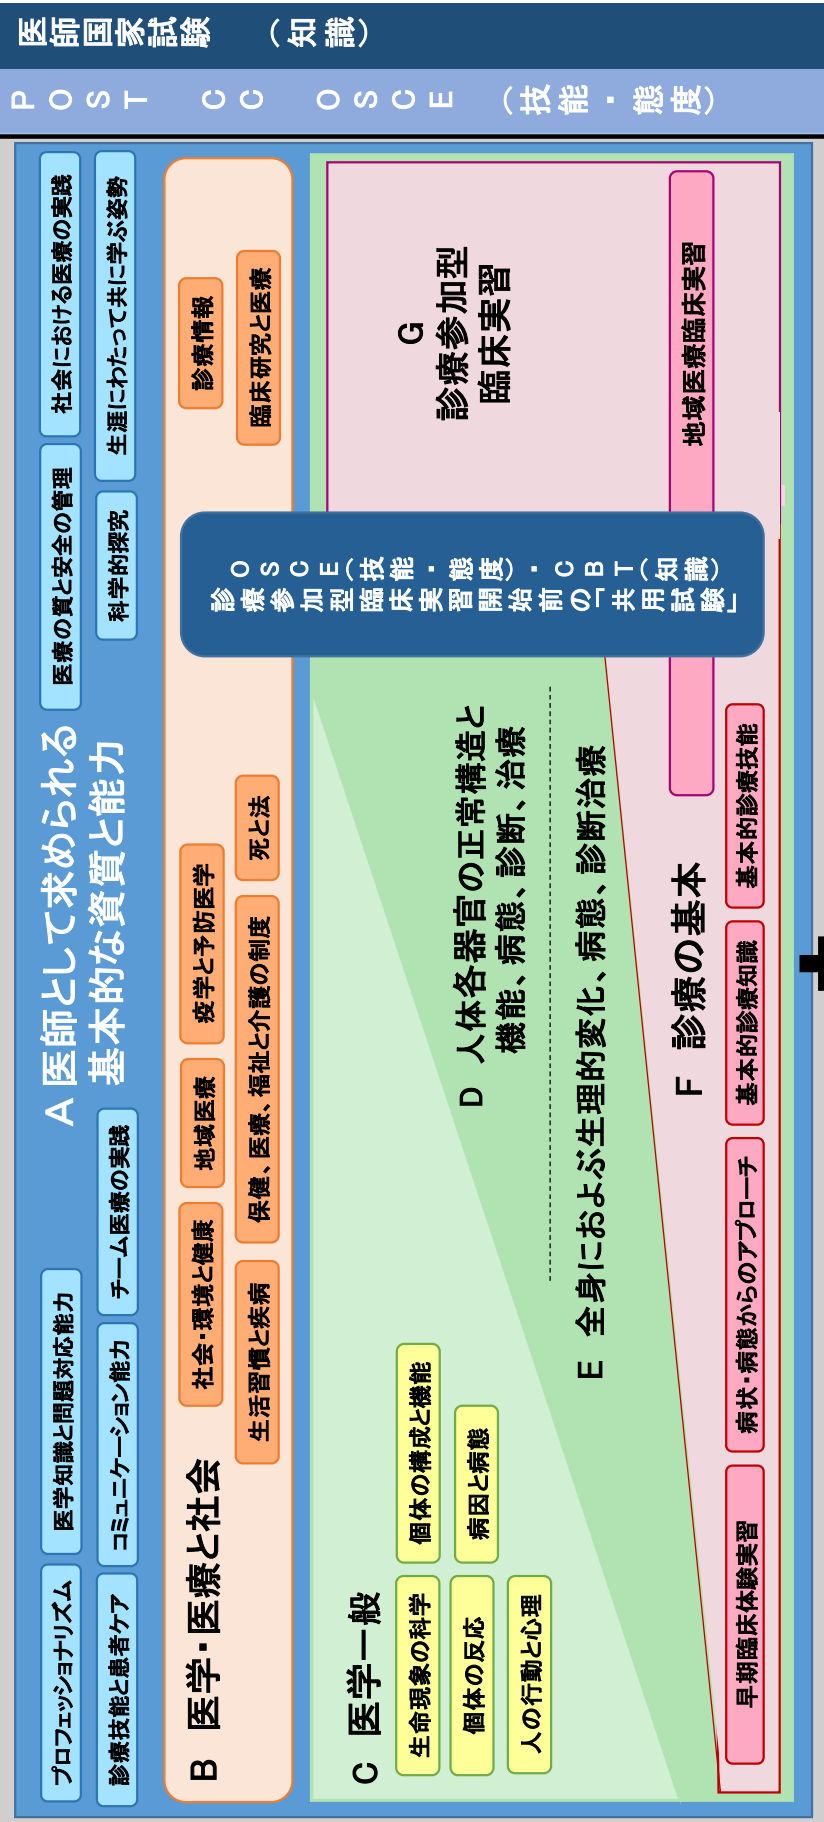 医師国家試験　（知識）
POST　CC　OSCE　（技能・態度）
A 医師として求められる
基本的な資質と能力
プロフェッショナリズム
医学知識と問題対応能力
医療の質と安全の管理
社会における医療の実践
診療技能と患者ケア
コミュニケーション能力
チーム医療の実践
科学的探究
生涯にわたって共に学ぶ姿勢
B　医学・医療と社会
社会・環境と健康
地域医療
疫学と予防医学
診療情報
生活習慣と疾病
保健、医療、福祉と介護の制度
死と法
臨床研究と医療
診療参加型臨床実習開始前の「共用試験」
OSCE（技能・態度）・CBT（知識）
C　医学一般
生命現象の科学
個体の構成と機能
個体の反応
病因と病態
人の行動と心理
D　人体各器官の正常構造と
機能、病態、診断、治療
E　全身におよぶ生理的変化、病態、診断治療
F　診療の基本
早期臨床体験実習
病状・病態からのアプローチ
基本的診療知識
基本的診療技能
G
診療参加型
臨床実習
地域医療臨床実習